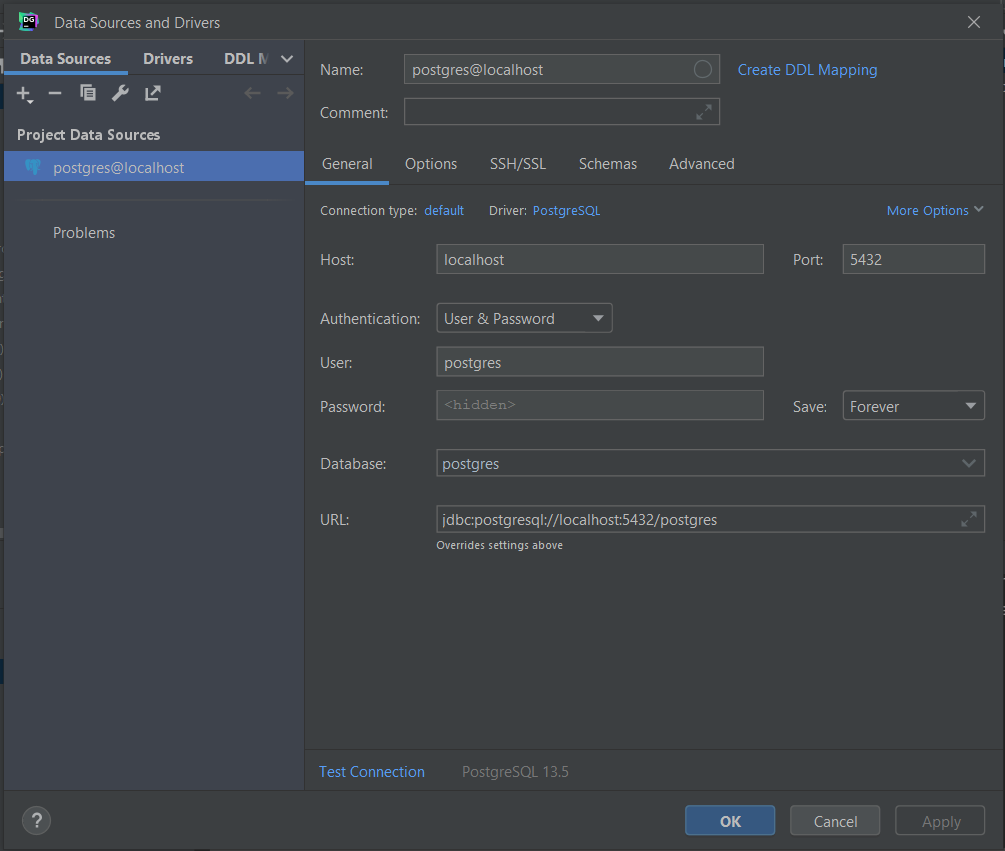 Data Sources and Drivers
Data Sources Drivers DDL
Project Data Sources
postgres@localhost
Problems
Name: postgres@localhost Create DDL Mapping
Comment:
General Options SSH/SSL Schemas Advanced
Connection type: default Driver: PostgreSQL More Options
Host: localhost Port: 5432
Authentication: User & Password
User: postgres
Password: <hidden> Save: Forever
Database: postgres
URL: jdbc:postgresql://localhost:5432/postgres
Overrides settings above
Test Connection PostgreSQL 13.5
? OK Cancel Apply